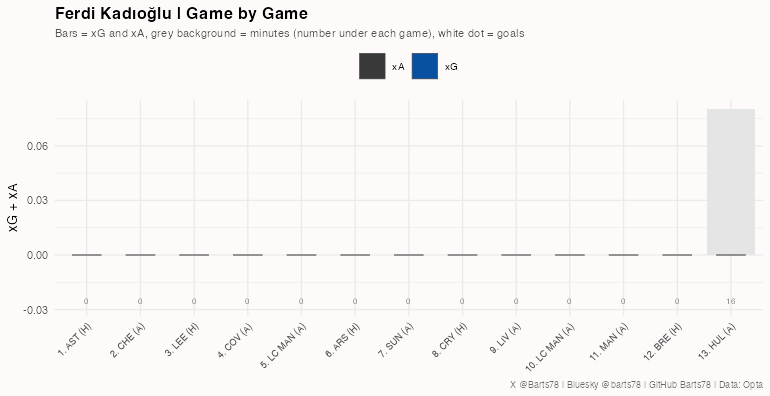 Ferdi Kadıoğlu | Game by Game
Bars = xG and xA, grey background = minutes (number under each game), white dot = goals
xA xG
xG + xA
0.06
0.03
0.00
-0.03
0 0 0 0 0 0 0 0 0 0 0 0 16
1. AST (H)
2. CHE (A)
3. LEE (H)
4. COV (A)
5. LC MAN (A)
6. ARS (H)
7. SUN (A)
8. CRY (H)
9. LIV (A)
10. LC MAN (A)
11. MAN (A)
12. BRE (H)
13. HUL (A)
X @Barts78 | Bluesky @barts78 | GitHub Barts78 | Data: Opta